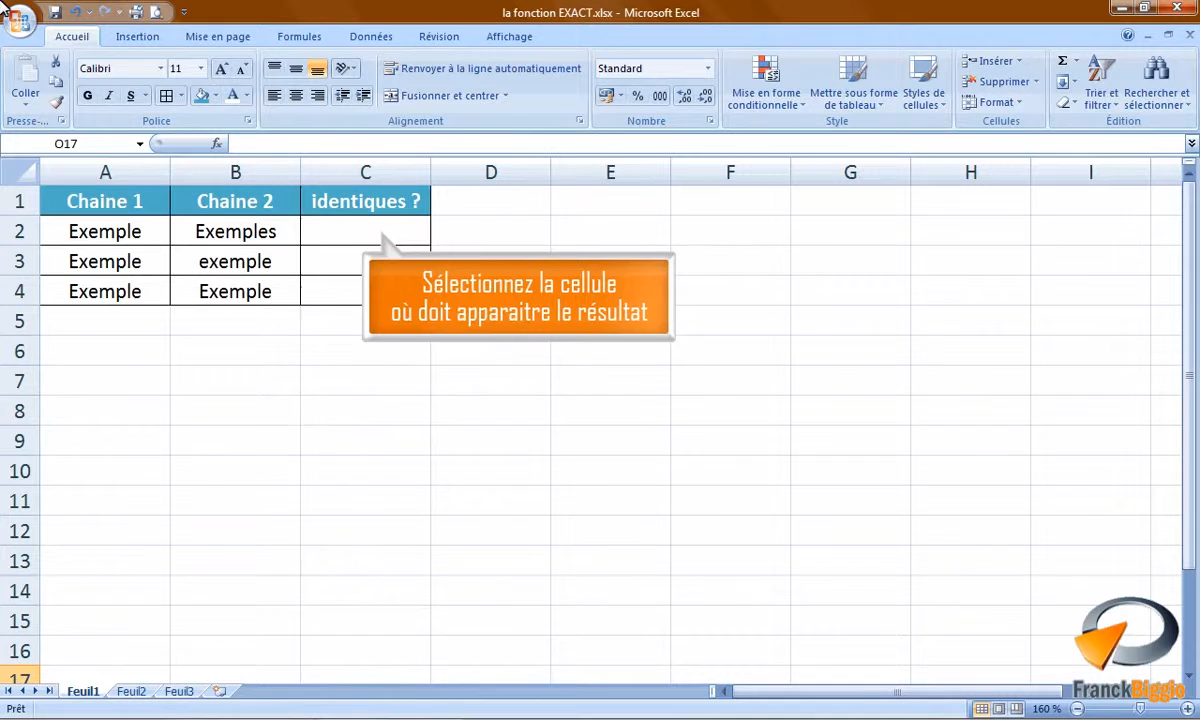 la fonction EXACT.xlsx - Microsoft Excel
Accueil Insertion Mise en page Formules Données Révision Affichage
Coller
Calibri 11
G I S
Renvoyer à la ligne automatiquement
Fusionner et centrer
Standard
% 000
Mise en forme conditionnelle
Mettre sous forme de tableau
Styles de cellules
Insérer
Supprimer
Format
Σ
Trier et filtrer
Rechercher et sélectionner
Presse-... Police Alignement Nombre Style Cellules Édition
O17 fx
A B C D E F G H I
1 Chaine 1 Chaine 2 identiques ?
2 Exemple Exemples
3 Exemple exemple
4 Exemple Exemple
Sélectionnez la cellule
où doit apparaitre le résultat
5
6
7
8
9
10
11
12
13
14
15
16
17
FranckBiggio
Feuil1 Feuil2 Feuil3
Prêt 160 %